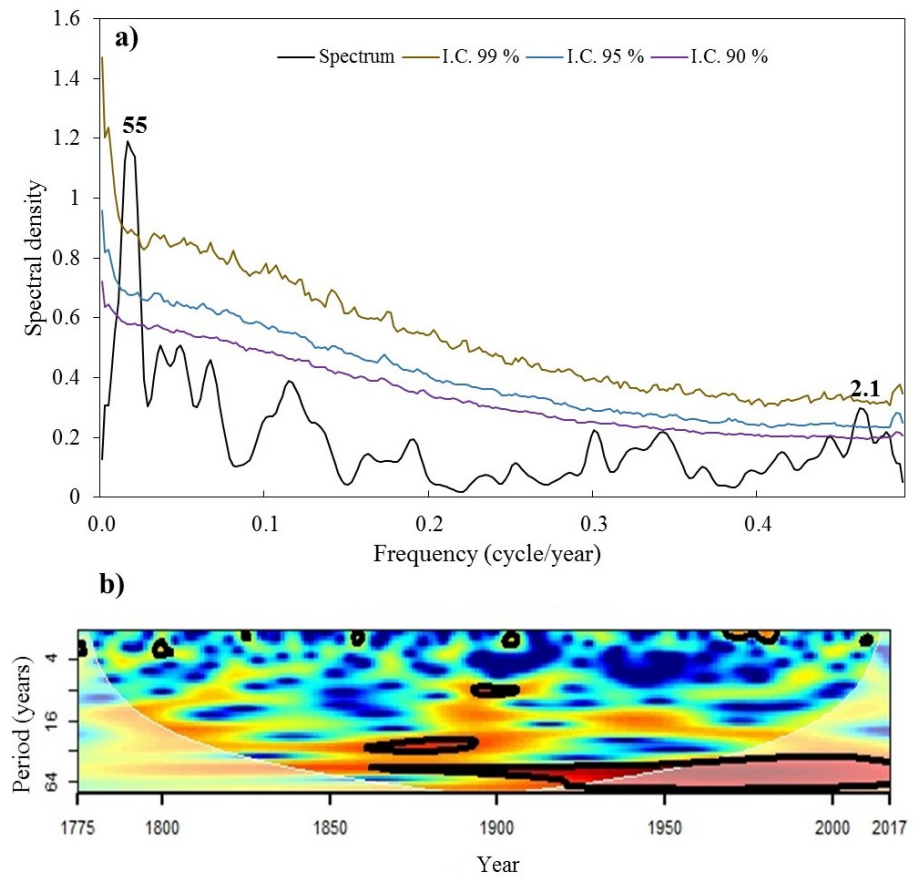 a)
Spectrum I.C. 99 % I.C. 95 % I.C. 90 %
1.6
1.4
1.2
1
0.8
0.6
0.4
0.2
0
55
2.1
Spectral density
0.0 0.1 0.2 0.3 0.4
Frequency (cycle/year)
b)
Period (years)
4
16
64
1775 1800 1850 1900 1950 2000 2017
Year